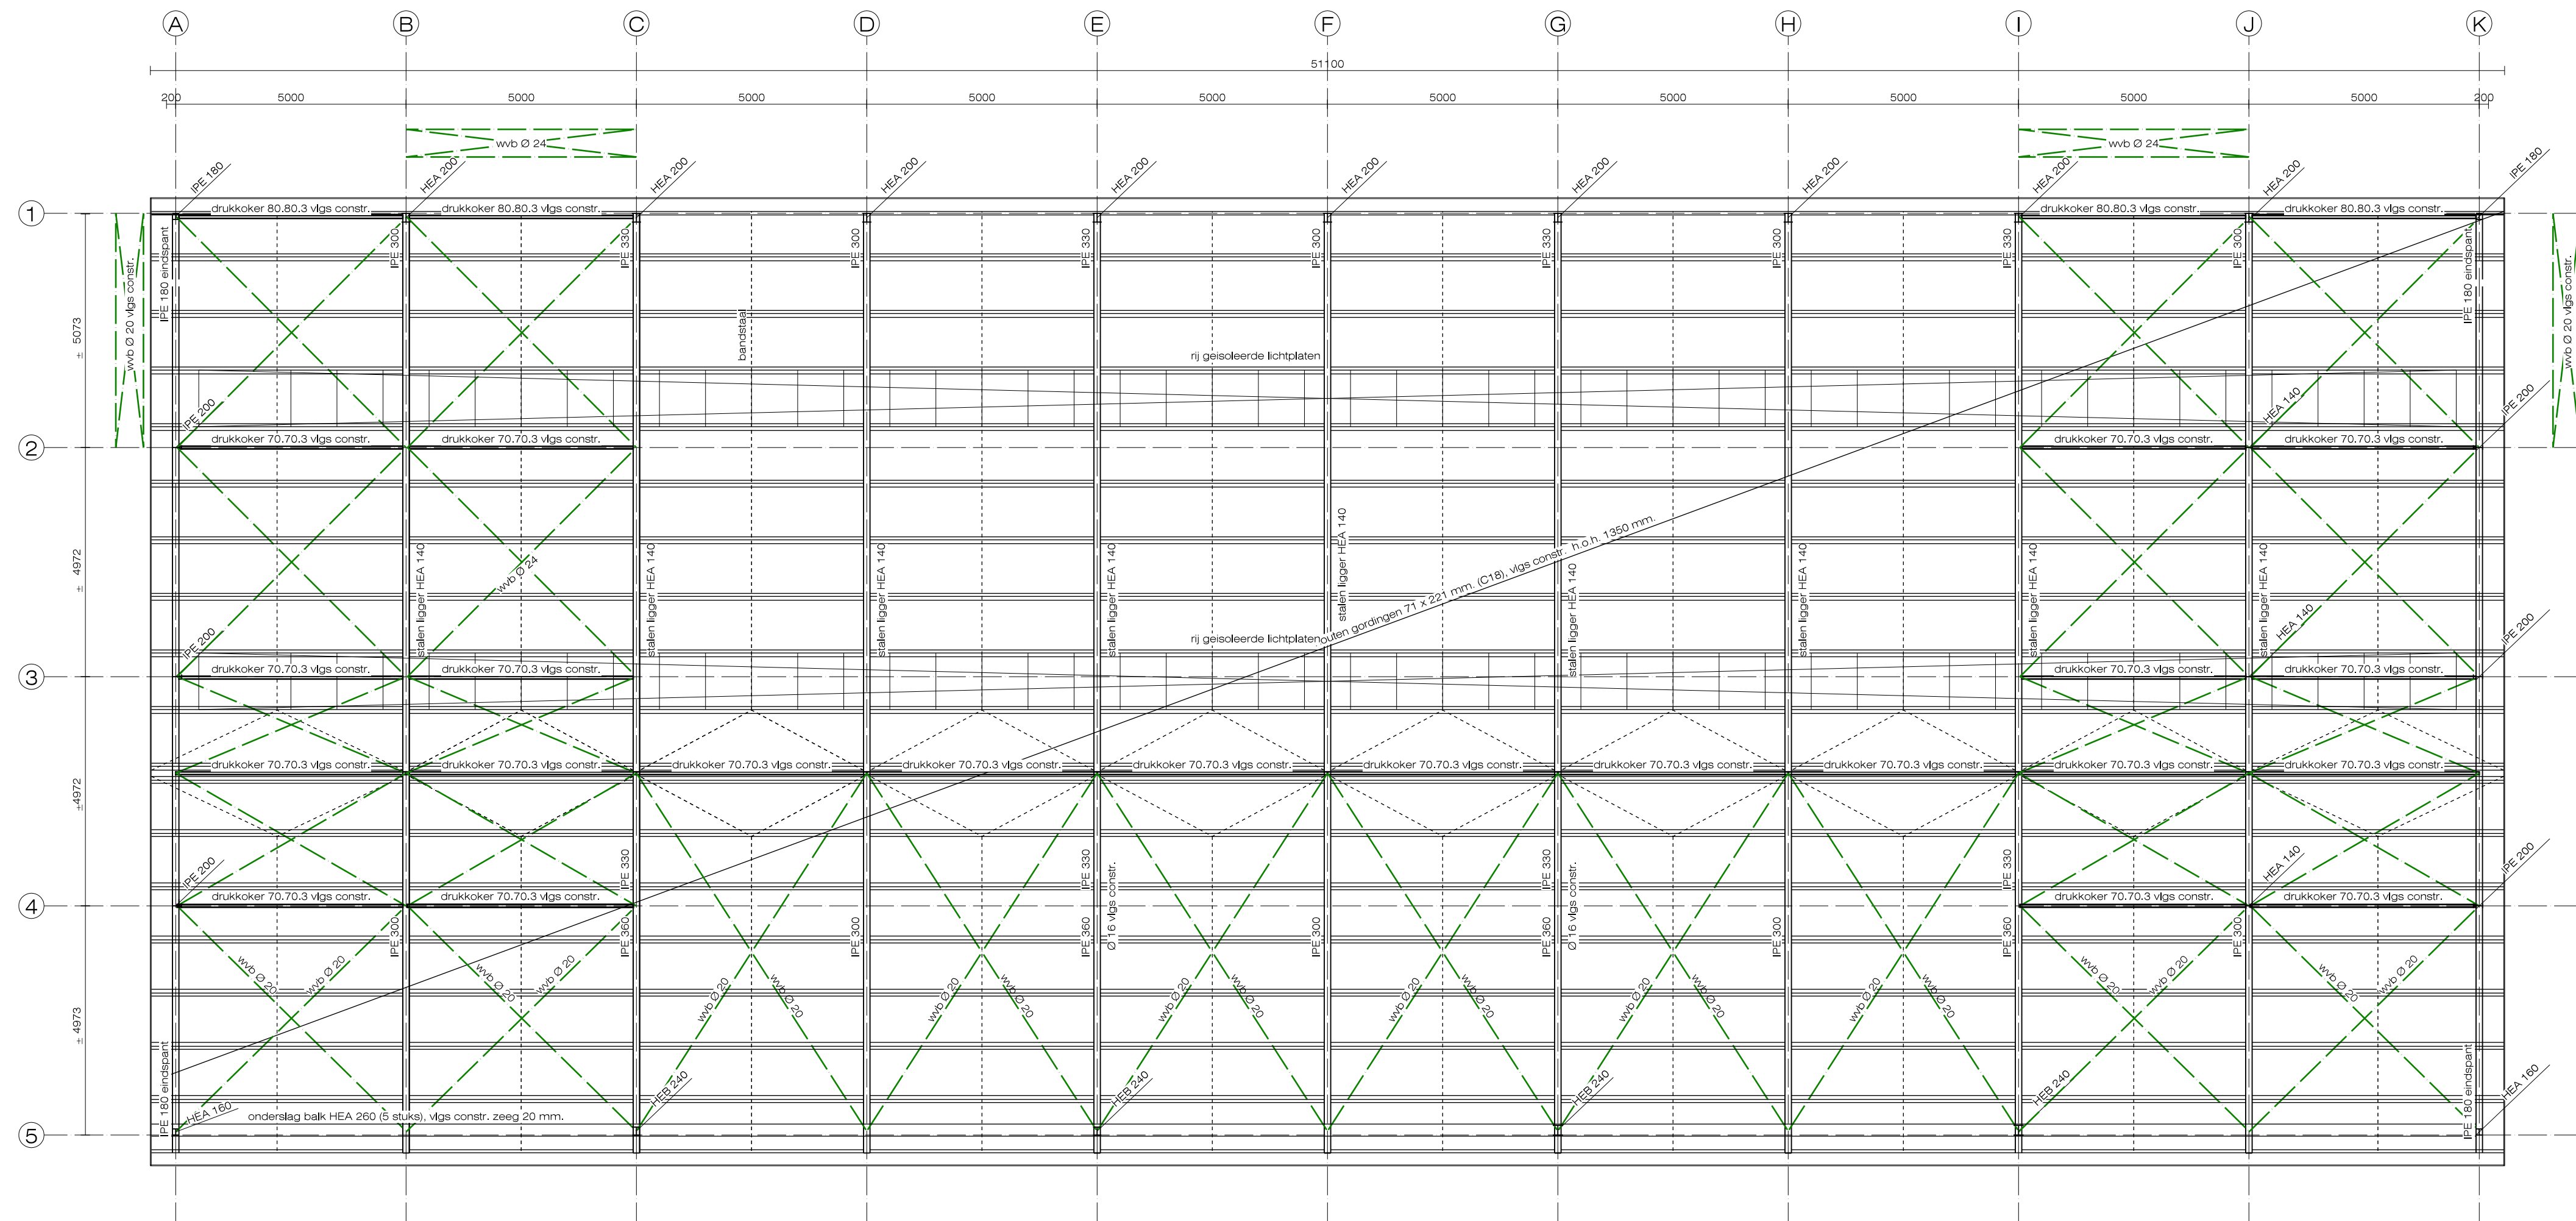 A B C D E F G H I J K
51100
200 5000 5000 5000 5000 5000 5000 5000 5000 5000 5000 200
wvb Ø 24 wvb Ø 24
IPE 180 HEA 200 HEA 200 HEA 200 HEA 200 HEA 200 HEA 200 HEA 200 HEA 200 HEA 200 IPE 180
1
drukkoker 80.80.3 vlgs constr. drukkoker 80.80.3 vlgs constr. drukkoker 80.80.3 vlgs constr. drukkoker 80.80.3 vlgs constr.
IPE 180 eindspant IPE 300 IPE 330 IPE 300 IPE 330 IPE 300 IPE 330 IPE 300 IPE 330 IPE 300 IPE 180 eindspant
wvb Ø 20 vlgs constr. wvb Ø 20 vlgs constr.
± 5073
bandstaal
rij geisoleerde lichtplaten
IPE 200 HEA 140 IPE 200
2
drukkoker 70.70.3 vlgs constr. drukkoker 70.70.3 vlgs constr. drukkoker 70.70.3 vlgs constr. drukkoker 70.70.3 vlgs constr.
± 4972
wvb Ø 24
stalen ligger HEA 140 stalen ligger HEA 140 stalen ligger HEA 140 stalen ligger HEA 140 stalen ligger HEA 140 stalen ligger HEA 140 stalen ligger HEA 140 stalen ligger HEA 140 stalen ligger HEA 140
outen gordingen 71 x 221 mm. (C18), vlgs constr. h.o.h. 1350 mm.
rij geisoleerde lichtplaten
IPE 200 HEA 140 IPE 200
3
drukkoker 70.70.3 vlgs constr. drukkoker 70.70.3 vlgs constr. drukkoker 70.70.3 vlgs constr. drukkoker 70.70.3 vlgs constr.
±4972
drukkoker 70.70.3 vlgs constr. drukkoker 70.70.3 vlgs constr. drukkoker 70.70.3 vlgs constr. drukkoker 70.70.3 vlgs constr. drukkoker 70.70.3 vlgs constr. drukkoker 70.70.3 vlgs constr. drukkoker 70.70.3 vlgs constr. drukkoker 70.70.3 vlgs constr. drukkoker 70.70.3 vlgs constr. drukkoker 70.70.3 vlgs constr.
IPE 200 IPE 330 IPE 330 IPE 330 IPE 330 HEA 140 IPE 200
4
drukkoker 70.70.3 vlgs constr. drukkoker 70.70.3 vlgs constr. drukkoker 70.70.3 vlgs constr. drukkoker 70.70.3 vlgs constr.
Ø 16 vlgs constr. Ø 16 vlgs constr.
IPE 300 IPE 360 IPE 300 IPE 360 IPE 300 IPE 360 IPE 300 IPE 360 IPE 300
± 4973
wvb Ø 20 wvb Ø 20 wvb Ø 20 wvb Ø 20 wvb Ø 20 wvb Ø 20 wvb Ø 20 wvb Ø 20 wvb Ø 20 wvb Ø 20 wvb Ø 20 wvb Ø 20 wvb Ø 20 wvb Ø 20 wvb Ø 20 wvb Ø 20 wvb Ø 20 wvb Ø 20 wvb Ø 20 wvb Ø 20
IPE 180 eindspant HEA 160 HEB 240 HEB 240 HEB 240 HEB 240 IPE 180 eindspant HEA 160
onderslag balk HEA 260 (5 stuks), vlgs constr. zeeg 20 mm.
5